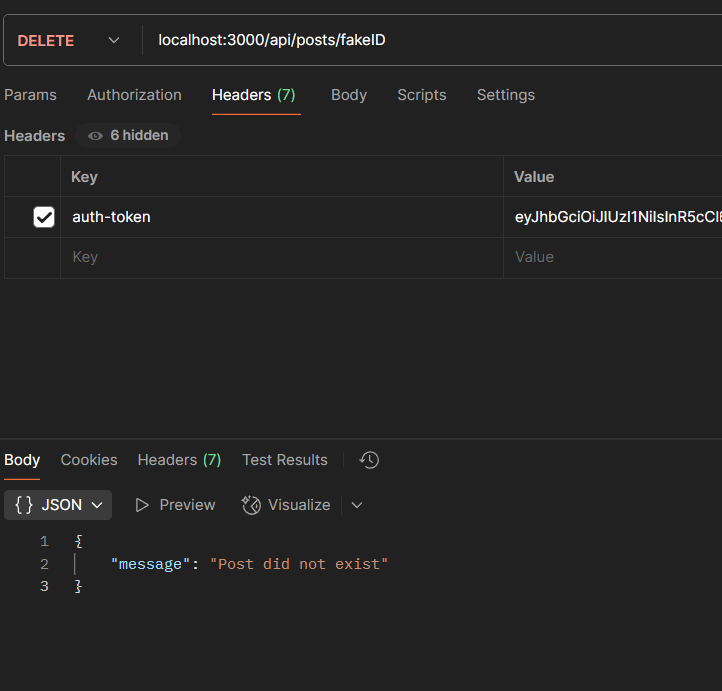 DELETE localhost:3000/api/posts/fakeID
Params Authorization Headers (7) Body Scripts Settings
Headers 6 hidden
Key Value
auth-token eyJhbGciOiJIUzI1NiIsInR5cCI6
Key Value
Body Cookies Headers (7) Test Results
{} JSON Preview Visualize
1 {
2 "message": "Post did not exist"
3 }